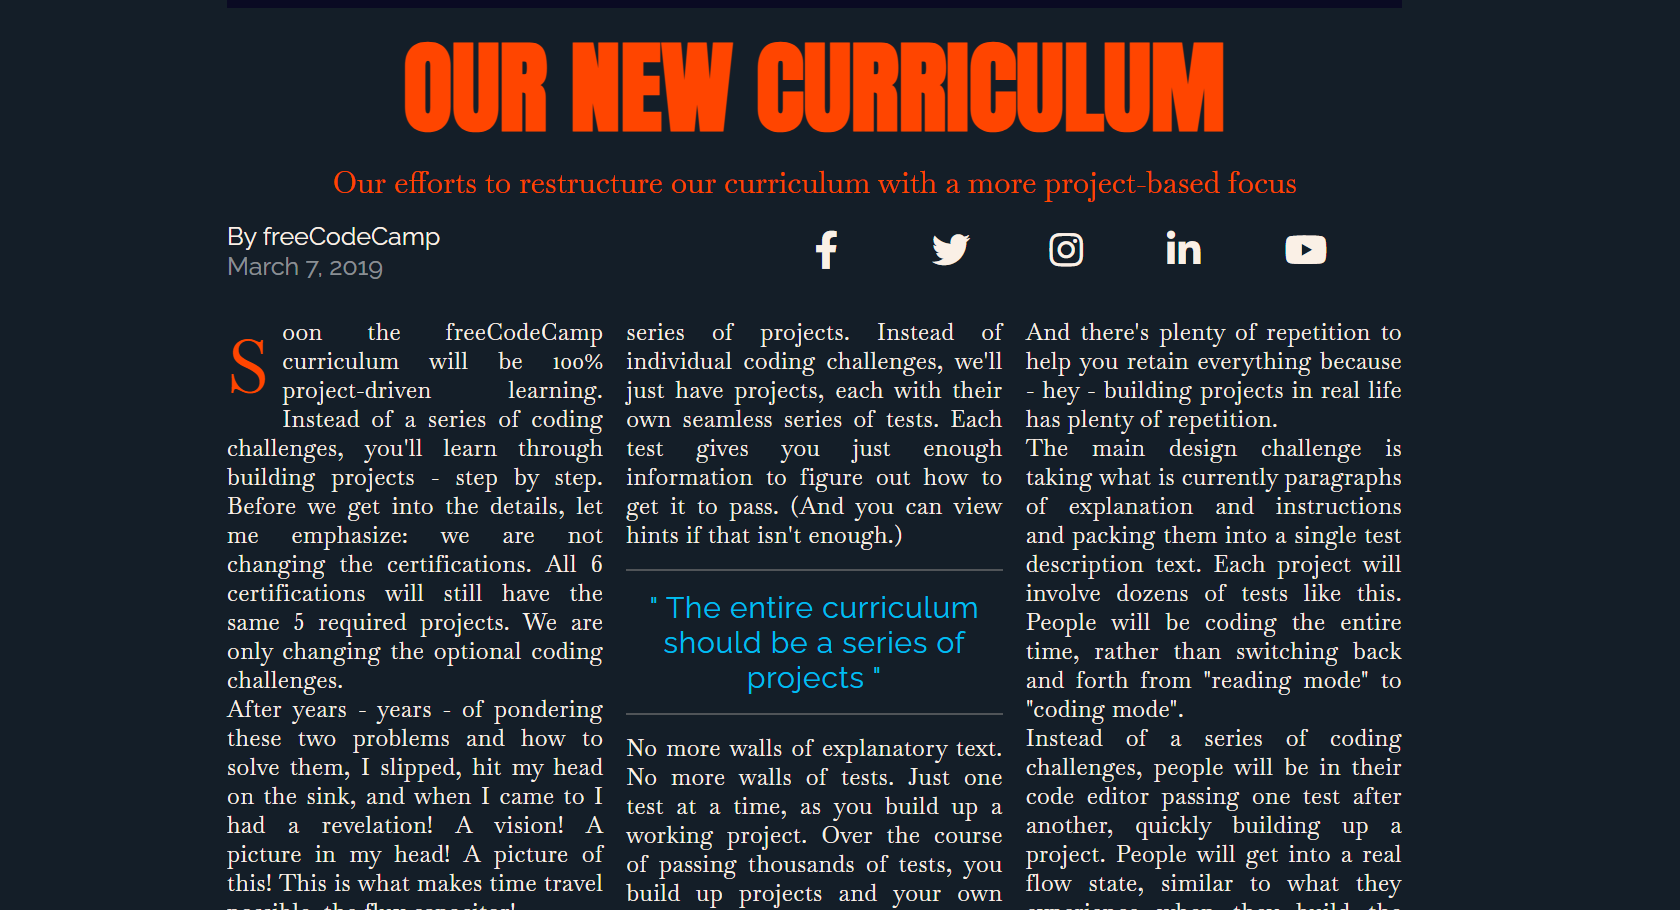 OUR NEW CURRICULUM
Our efforts to restructure our curriculum with a more project-based focus
By freeCodeCamp
March 7, 2019
Soon the freeCodeCamp
curriculum will be 100%
project-driven learning.
Instead of a series of coding
challenges, you'll learn through
building projects - step by step.
Before we get into the details, let
me emphasize: we are not
changing the certifications. All 6
certifications will still have the
same 5 required projects. We are
only changing the optional coding
challenges.
After years - years - of pondering
these two problems and how to
solve them, I slipped, hit my head
on the sink, and when I came to I
had a revelation! A vision! A
picture in my head! A picture of
this! This is what makes time travel
possible: the flux capacitor!
series of projects. Instead of
individual coding challenges, we'll
just have projects, each with their
own seamless series of tests. Each
test gives you just enough
information to figure out how to
get it to pass. (And you can view
hints if that isn't enough.)
" The entire curriculum
should be a series of
projects "
No more walls of explanatory text.
No more walls of tests. Just one
test at a time, as you build up a
working project. Over the course
of passing thousands of tests, you
build up projects and your own
And there's plenty of repetition to
help you retain everything because
- hey - building projects in real life
has plenty of repetition.
The main design challenge is
taking what is currently paragraphs
of explanation and instructions
and packing them into a single test
description text. Each project will
involve dozens of tests like this.
People will be coding the entire
time, rather than switching back
and forth from "reading mode" to
"coding mode".
Instead of a series of coding
challenges, people will be in their
code editor passing one test after
another, quickly building up a
project. People will get into a real
flow state, similar to what they
experience when they build the